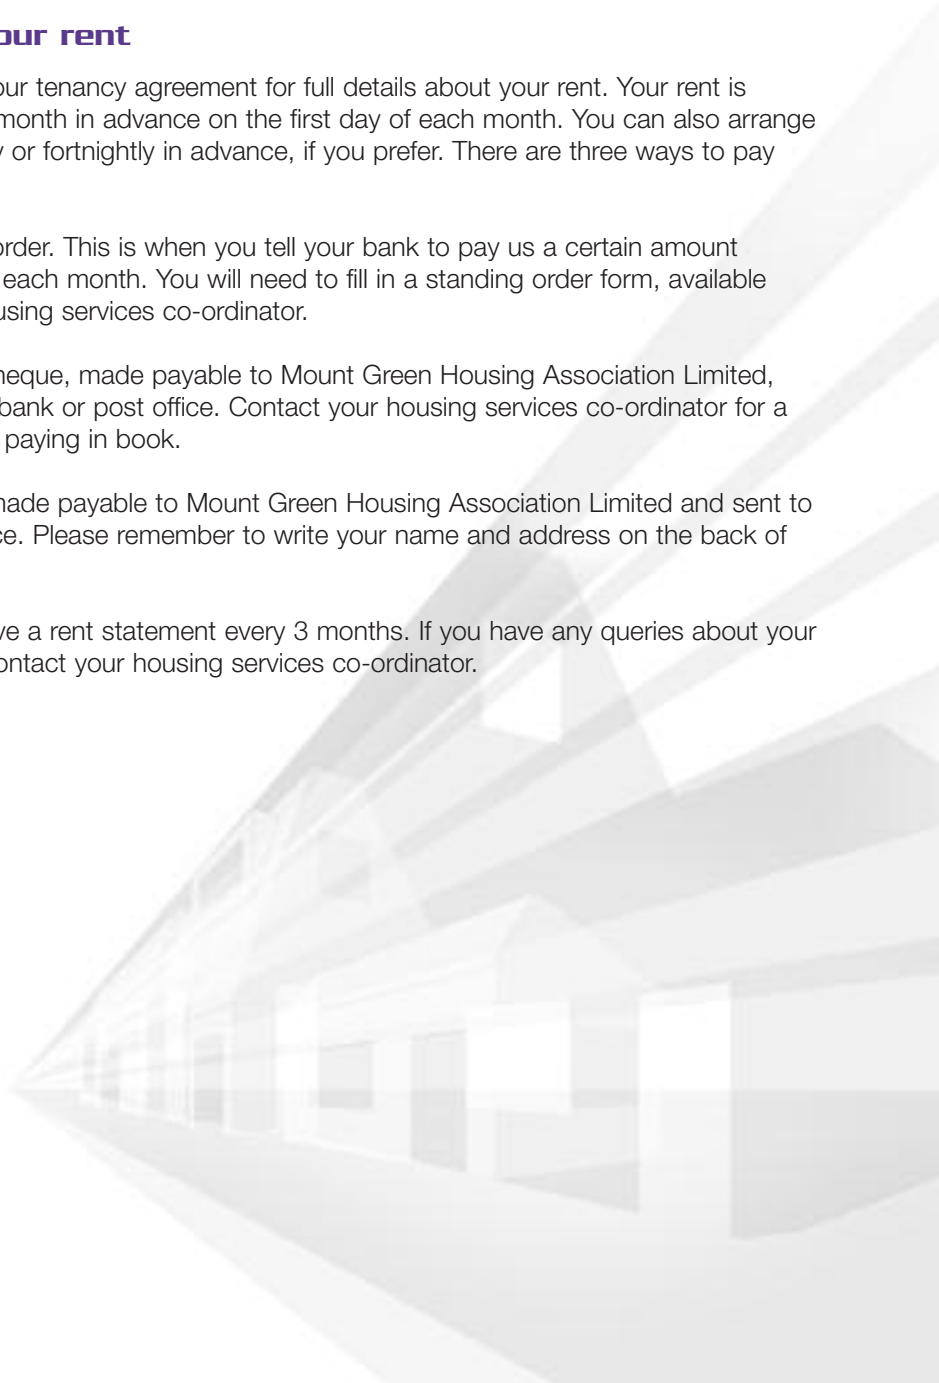 our rent
our tenancy agreement for full details about your rent. Your rent is
month in advance on the first day of each month. You can also arrange
or fortnightly in advance, if you prefer. There are three ways to pay
order. This is when you tell your bank to pay us a certain amount
each month. You will need to fill in a standing order form, available
using services co-ordinator.
heque, made payable to Mount Green Housing Association Limited,
bank or post office. Contact your housing services co-ordinator for a
paying in book.
made payable to Mount Green Housing Association Limited and sent to
ce. Please remember to write your name and address on the back of
ve a rent statement every 3 months. If you have any queries about your
ontact your housing services co-ordinator.